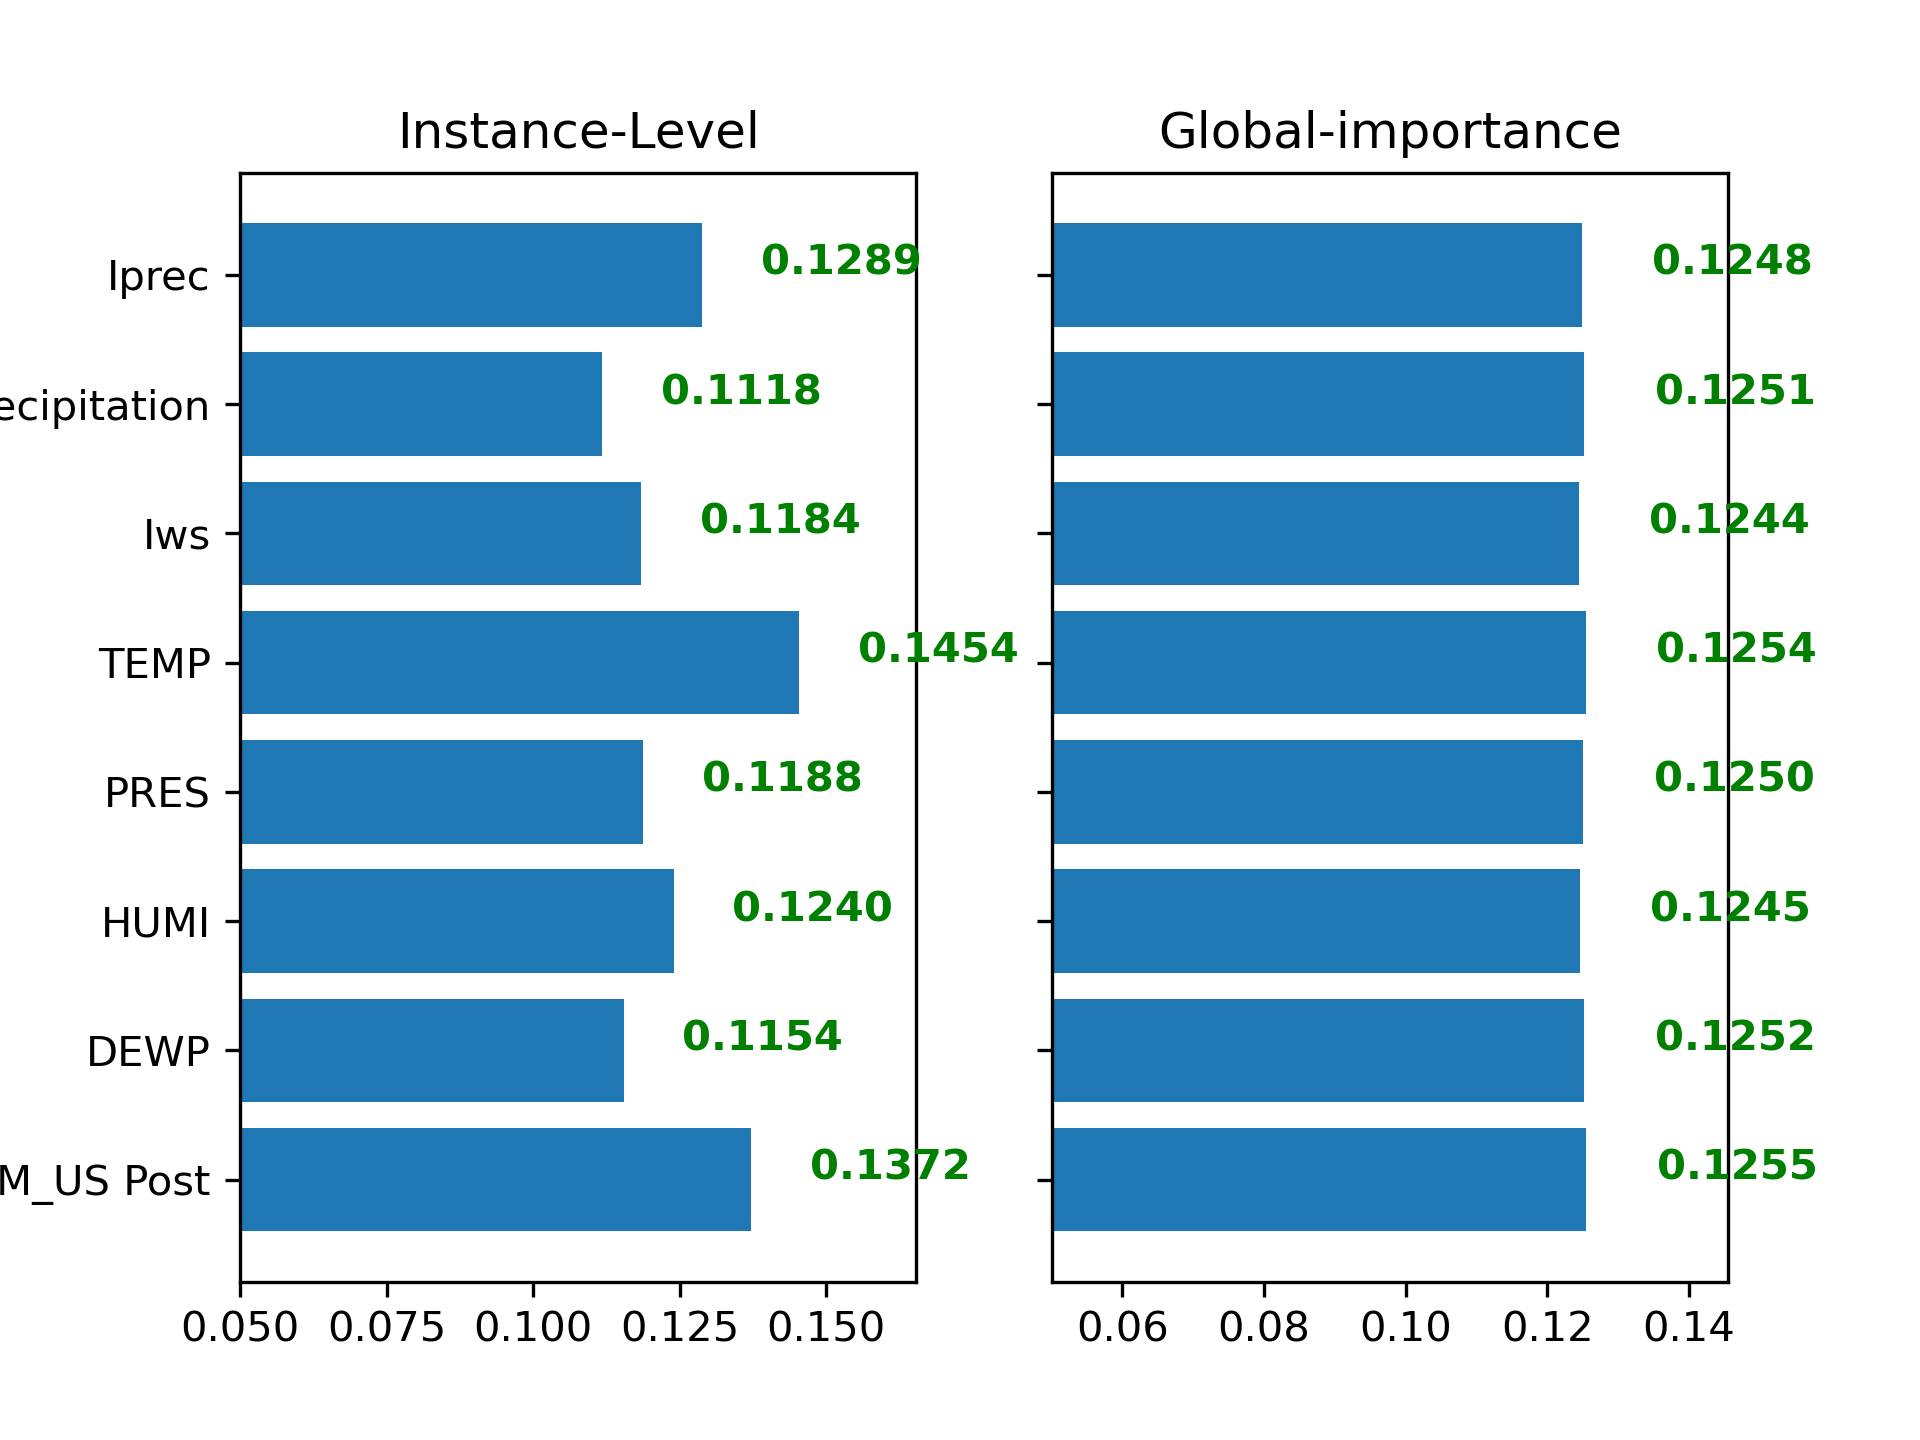 Instance-Level
Iprec 0.1289
ecipitation 0.1118
Iws 0.1184
TEMP 0.1454
PRES 0.1188
HUMI 0.1240
DEWP 0.1154
M_US Post 0.1372
0.050 0.075 0.100 0.125 0.150
Global-importance
0.1248
0.1251
0.1244
0.1254
0.1250
0.1245
0.1252
0.1255
0.06 0.08 0.10 0.12 0.14